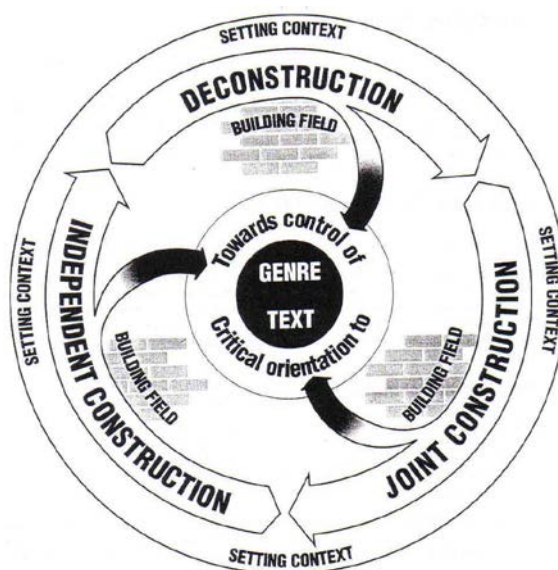 SETTING CONTEXT
DECONSTRUCTION
BUILDING FIELD
SETTING CONTEXT
INDEPENDENT CONSTRUCTION
BUILDING FIELD
Towards control of
GENRE
TEXT
Critical orientation to
SETTING CONTEXT
JOINT CONSTRUCTION
BUILDING FIELD
SETTING CONTEXT